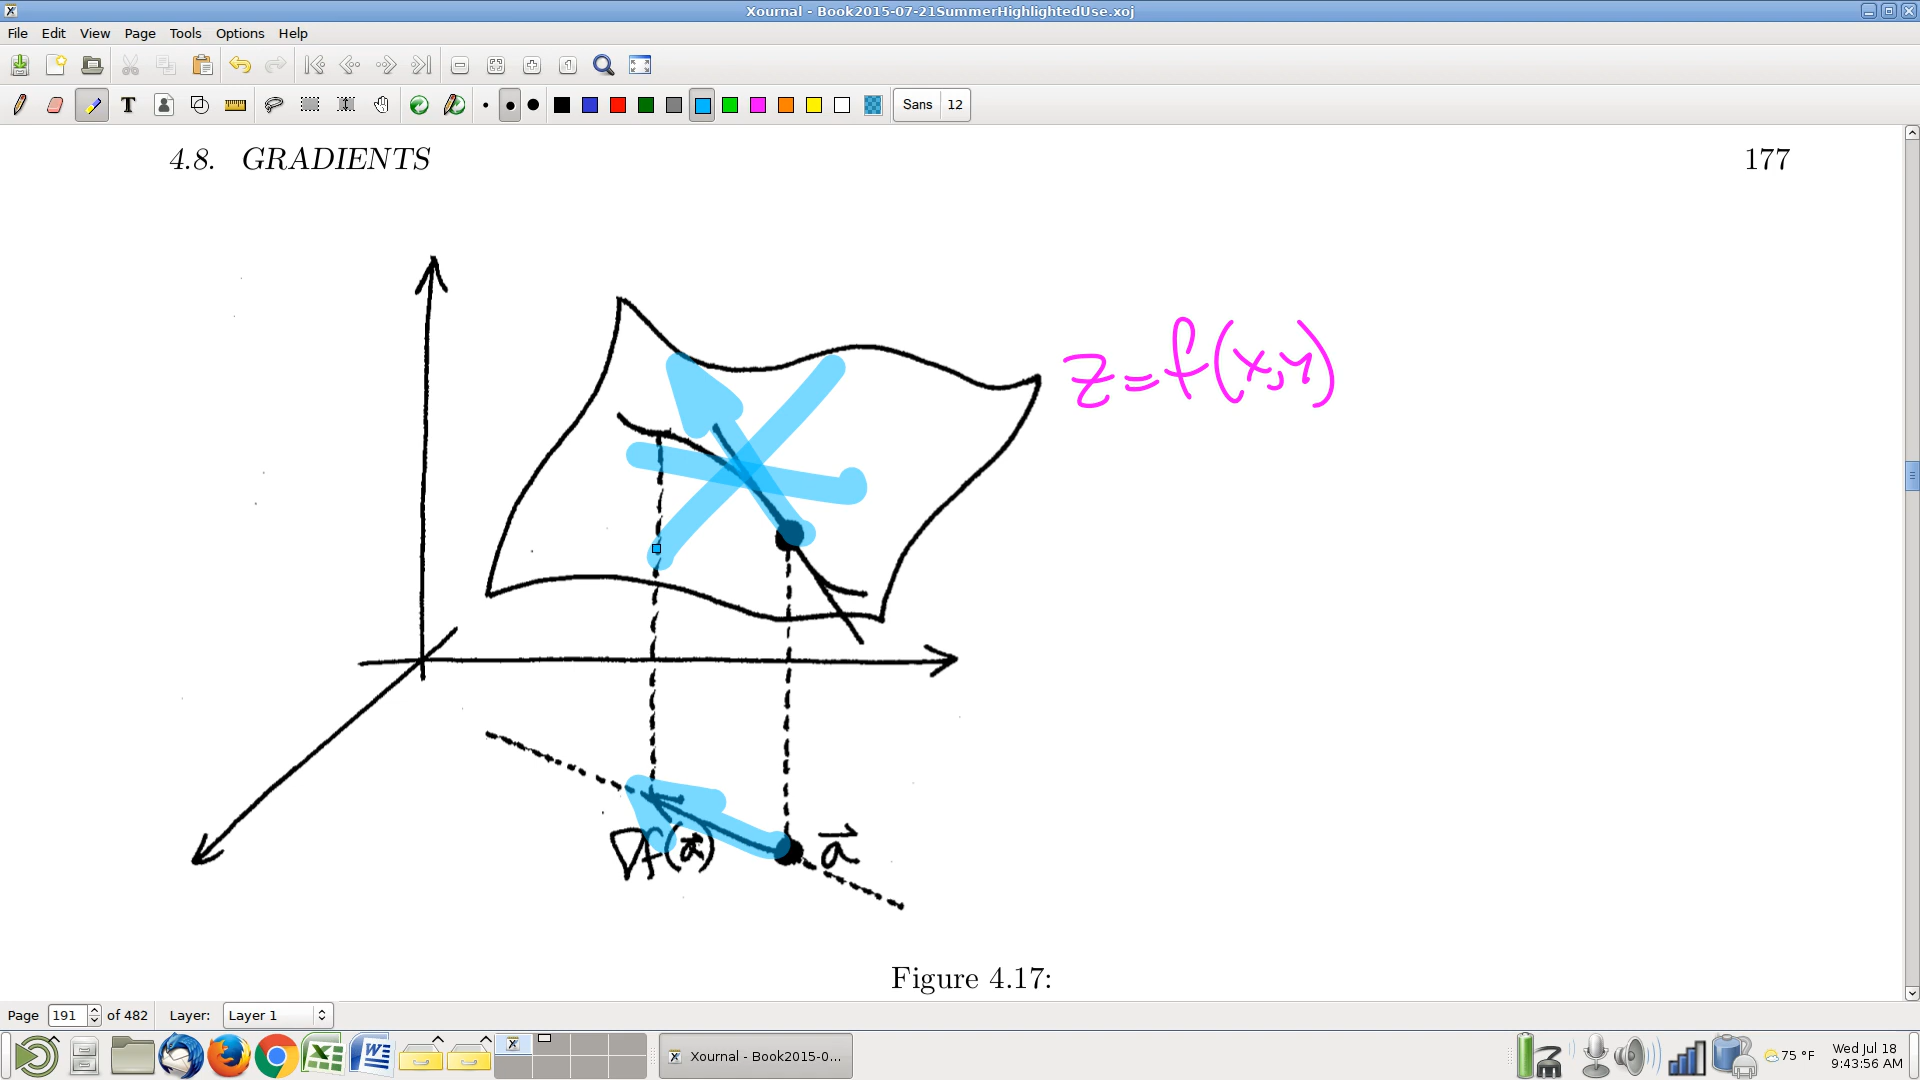 Xournal - Book2015-07-21SummerHighlightedUse.xoj
File Edit View Page Tools Options Help
Sans 12
4.8. GRADIENTS 177
z=f(x,y)
∇f(a⃗) a⃗
Figure 4.17:
Page 191 of 482 Layer: Layer 1
Xournal - Book2015-0...
75 °F
Wed Jul 18
9:43:56 AM